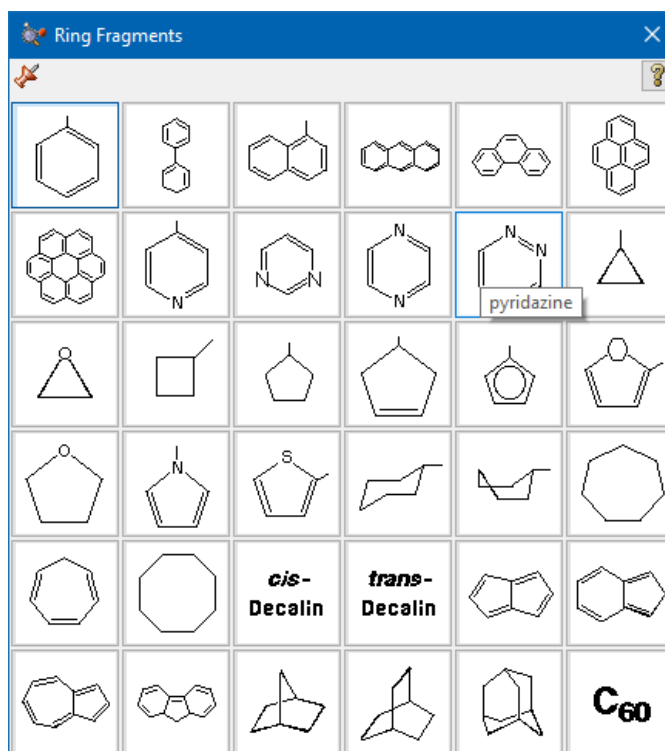 Ring Fragments
?
N
N N
N
N
N
N
pyridazine
O
O
O
N
S
cis-
Decalin
trans-
Decalin
C60